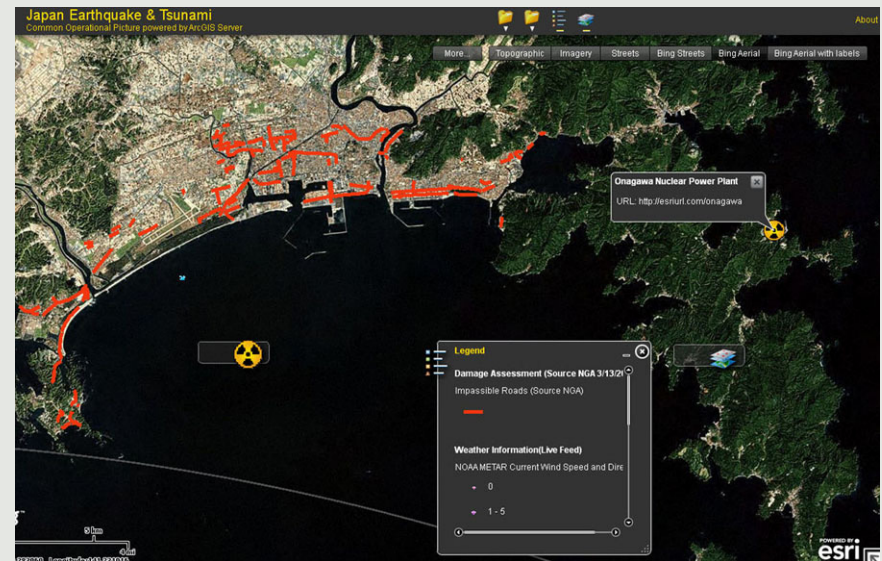 Japan Earthquake & Tsunami
Common Operational Picture powered by ArcGIS Server
About
More...
Topographic
Imagery
Streets
Bing Streets
Bing Aerial
Bing Aerial with labels
Onagawa Nuclear Power Plant
URL: http://esriurl.com/onagawa
Legend
Damage Assessment (Source NGA 3/13/20
Impassible Roads (Source NGA)
Weather Information(Live Feed)
NOAA METAR Current Wind Speed and Dire
0
1 - 5
5 km
4 mi
POWERED BY
esri